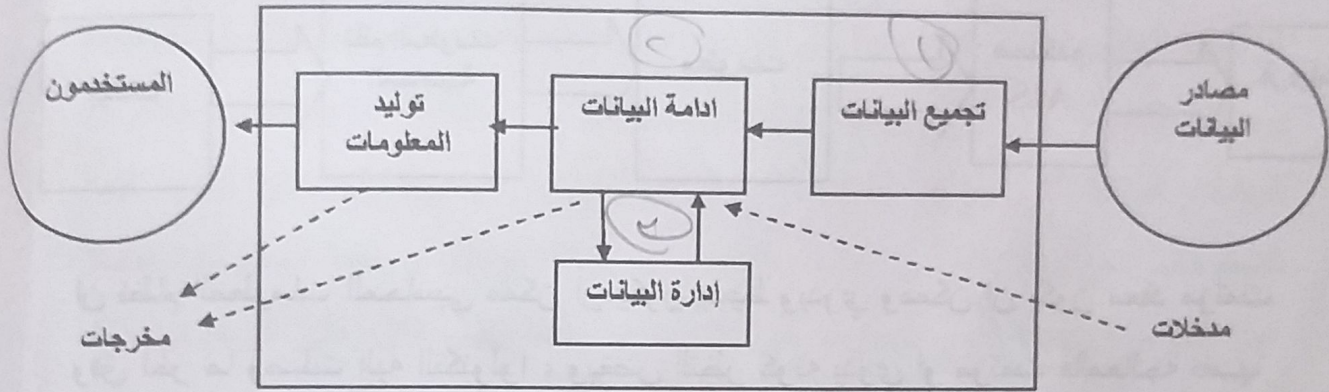 مصادر
البيانات
تجميع البيانات
ادامة البيانات
توليد
المعلومات
المستخدمون
إدارة البيانات
مدخلات
مخرجات